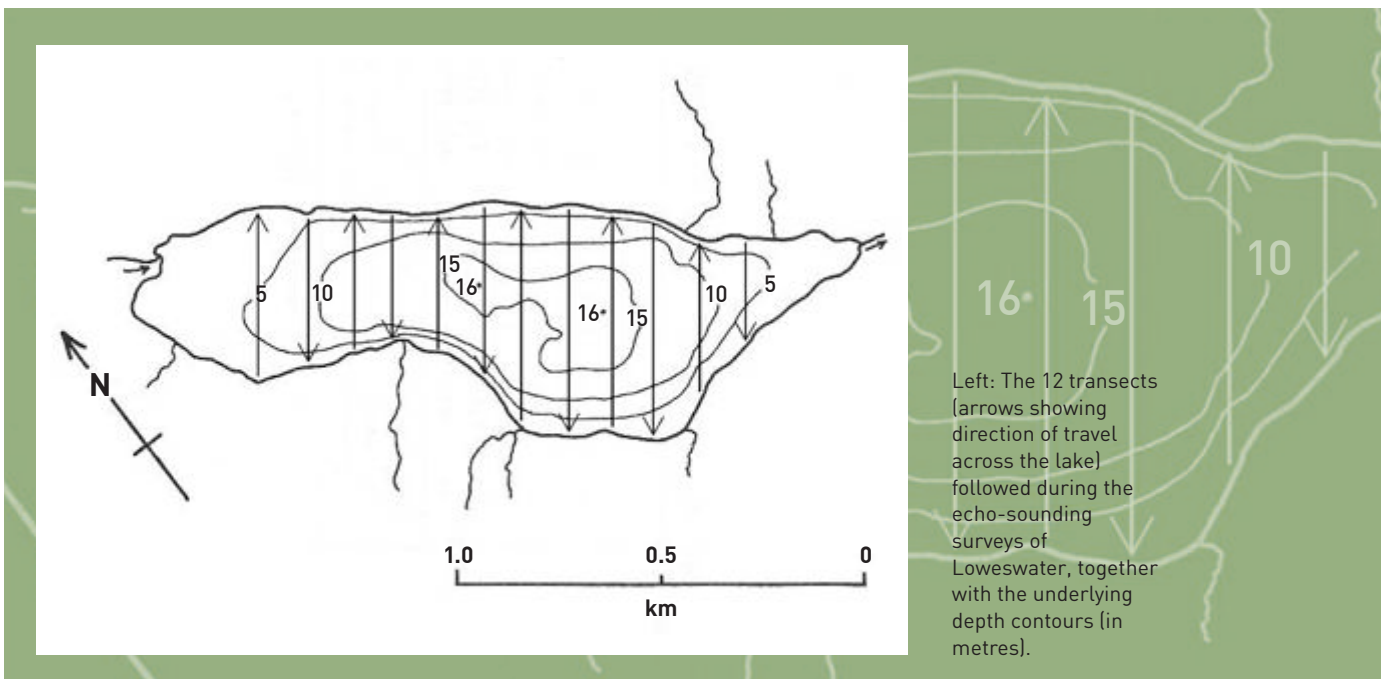 15
16
5
10
16
15
10
5
N
1.0 0.5 0
km
16
15
10
Left: The 12 transects
(arrows showing
direction of travel
across the lake)
followed during the
echo-sounding
surveys of
Loweswater, together
with the underlying
depth contours (in
metres).